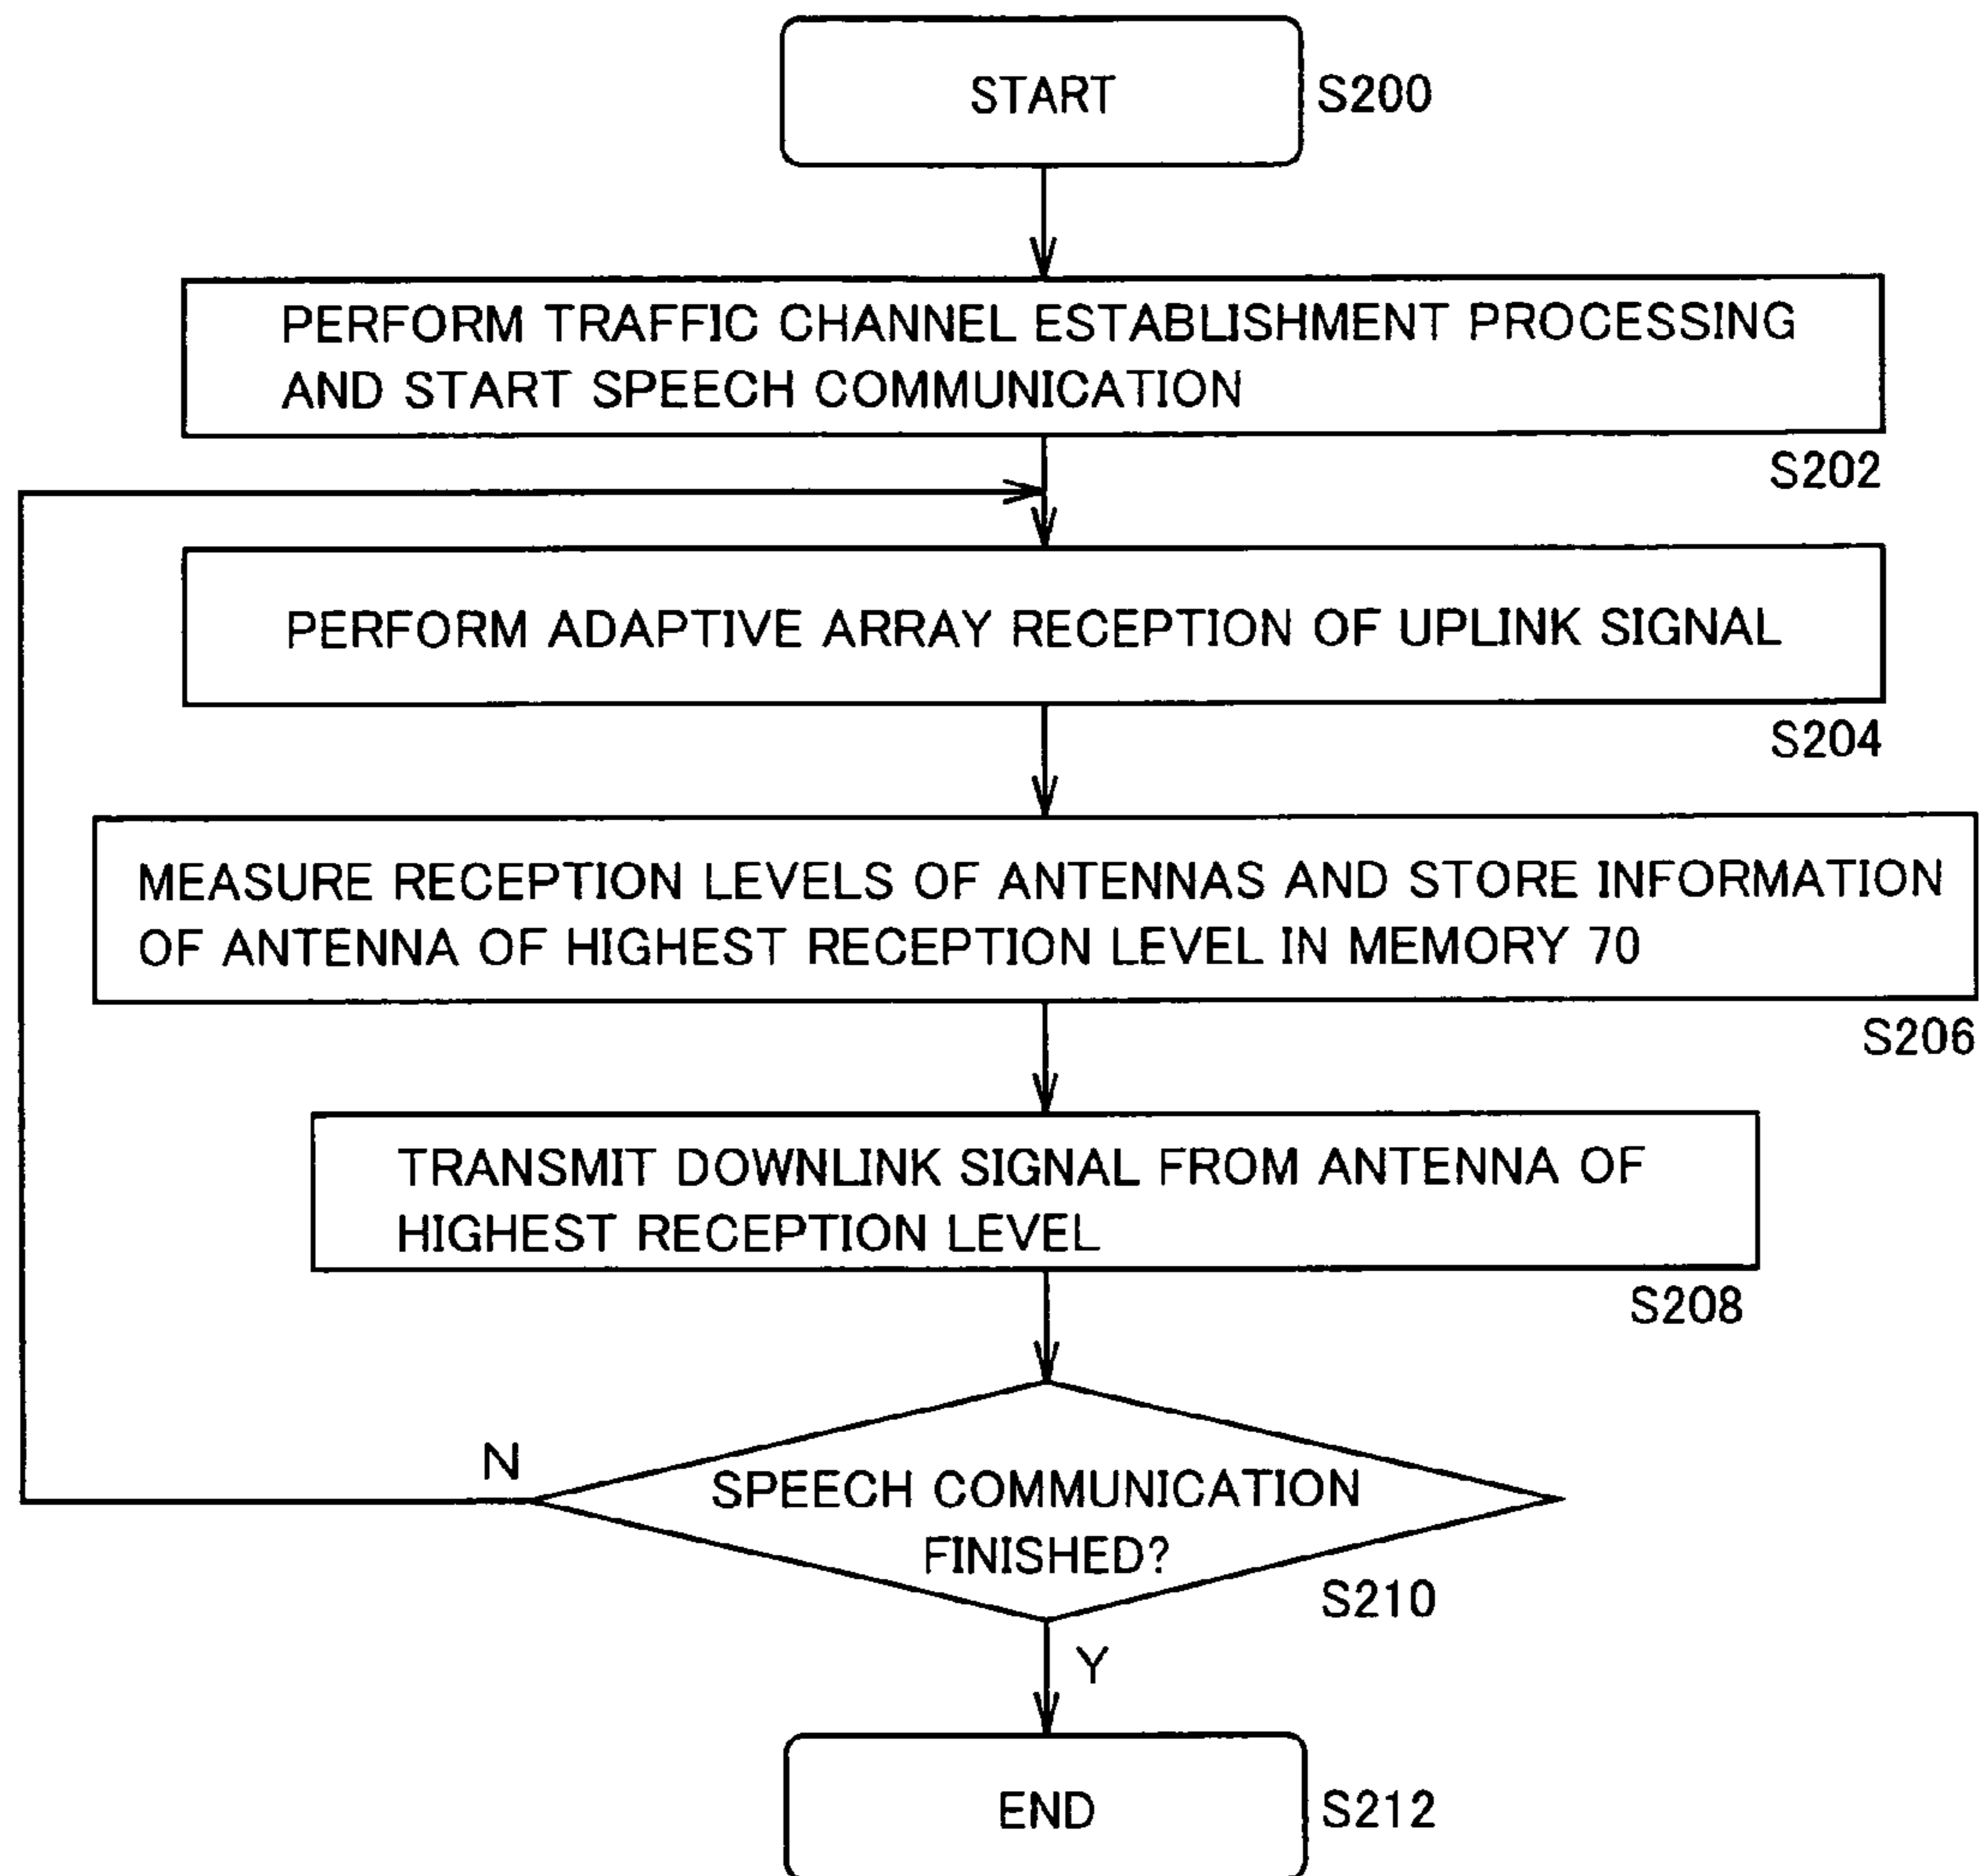 START
S200
PERFORM TRAFFIC CHANNEL ESTABLISHMENT PROCESSING
AND START SPEECH COMMUNICATION
S202
PERFORM ADAPTIVE ARRAY RECEPTION OF UPLINK SIGNAL
S204
MEASURE RECEPTION LEVELS OF ANTENNAS AND STORE INFORMATION
OF ANTENNA OF HIGHEST RECEPTION LEVEL IN MEMORY 70
S206
TRANSMIT DOWNLINK SIGNAL FROM ANTENNA OF
HIGHEST RECEPTION LEVEL
S208
N
SPEECH COMMUNICATION
FINISHED?
S210
Y
END
S212